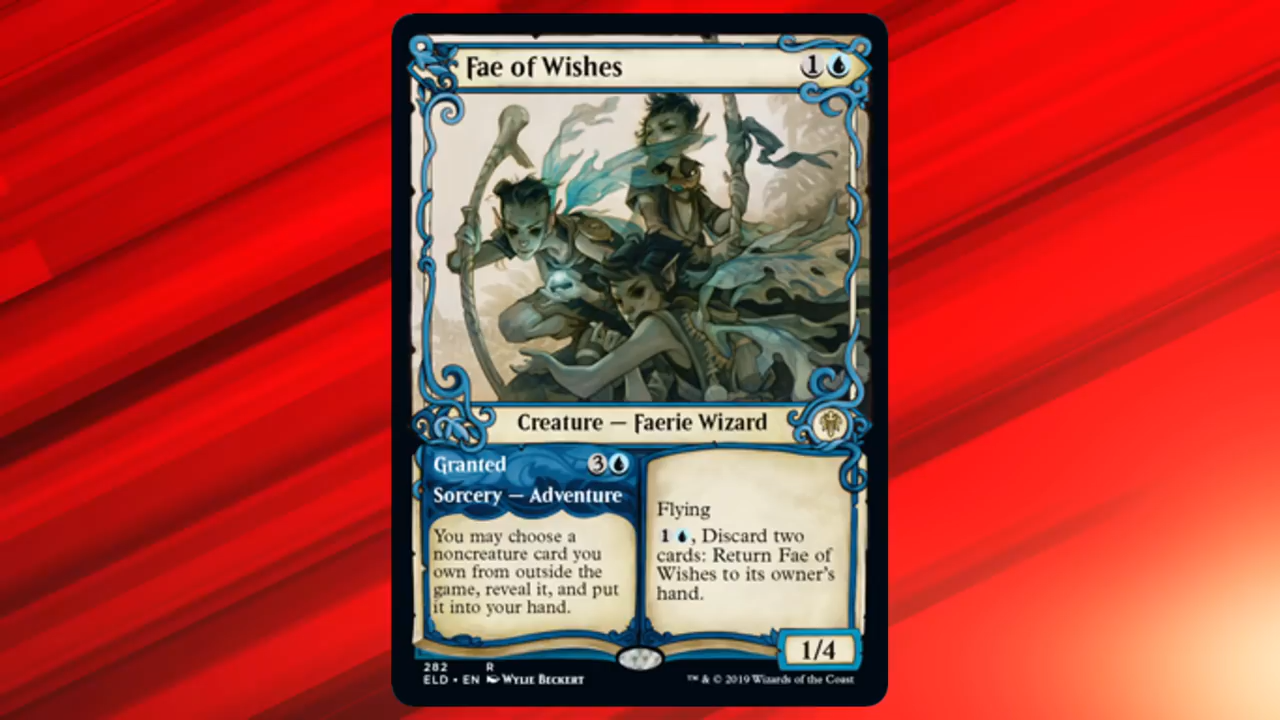 Fae of Wishes 1
Creature — Faerie Wizard
Granted 3
Sorcery — Adventure
You may choose a
noncreature card you
own from outside the
game, reveal it, and put
it into your hand.
Flying
1 , Discard two
cards: Return Fae of
Wishes to its owner's
hand.
1/4
282 R
ELD • EN Wylie Beckert
™ & © 2019 Wizards of the Coast